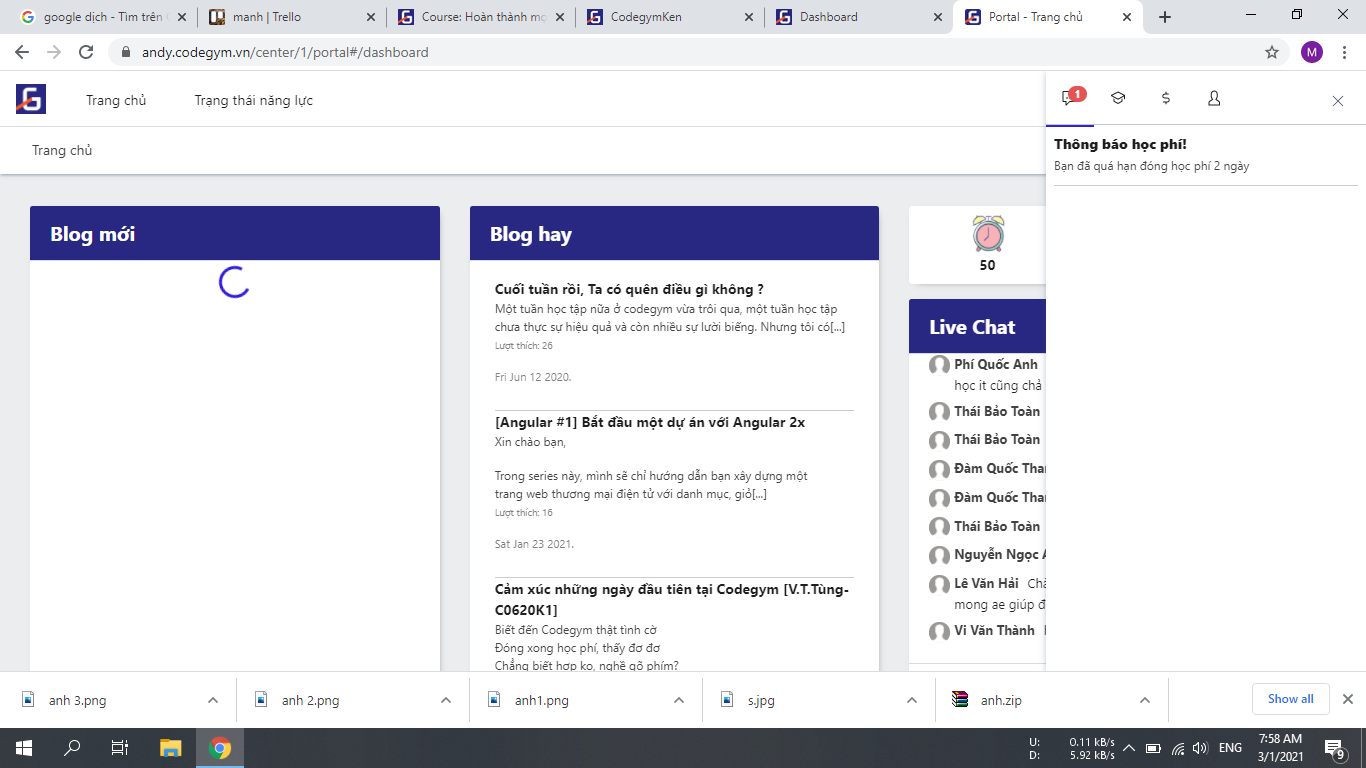 google dịch - Tìm trên
manh | Trello
Course: Hoàn thành mọ
CodegymKen
Dashboard
Portal - Trang chủ
andy.codegym.vn/center/1/portal#/dashboard
M
Trang chủ
Trạng thái năng lực
1
$
Trang chủ
Thông báo học phí!
Bạn đã quá hạn đóng học phí 2 ngày
Blog mới
Blog hay
Cuối tuần rồi, Ta có quên điều gì không ?
Một tuần học tập nữa ở codegym vừa trôi qua, một tuần học tập
chưa thực sự hiệu quả và còn nhiều sự lười biếng. Nhưng tôi có[...]
Lượt thích: 26
Fri Jun 12 2020.
[Angular #1] Bắt đầu một dự án với Angular 2x
Xin chào bạn,
Trong series này, mình sẽ chỉ hướng dẫn bạn xây dựng một
trang web thương mại điện tử với danh mục, giỏ[...]
Lượt thích: 16
Sat Jan 23 2021.
Cảm xúc những ngày đầu tiên tại Codegym [V.T.Tùng-
C0620K1]
Biết đến Codegym thật tình cờ
Đóng xong học phí, thấy đơ đơ
Chẳng biết hợp ko, nghề gõ phím?
50
Live Chat
Phí Quốc Anh
học it cũng chả
Thái Bảo Toàn
Thái Bảo Toàn
Đàm Quốc Thar
Đàm Quốc Thar
Thái Bảo Toàn
Nguyễn Ngọc A
Lê Văn Hải Chà
mong ae giúp đ
Vi Văn Thành
anh 3.png
anh 2.png
anh1.png
s.jpg
anh.zip
Show all
U: 0.11 kB/s
D: 5.92 kB/s
ENG
7:58 AM
3/1/2021
9